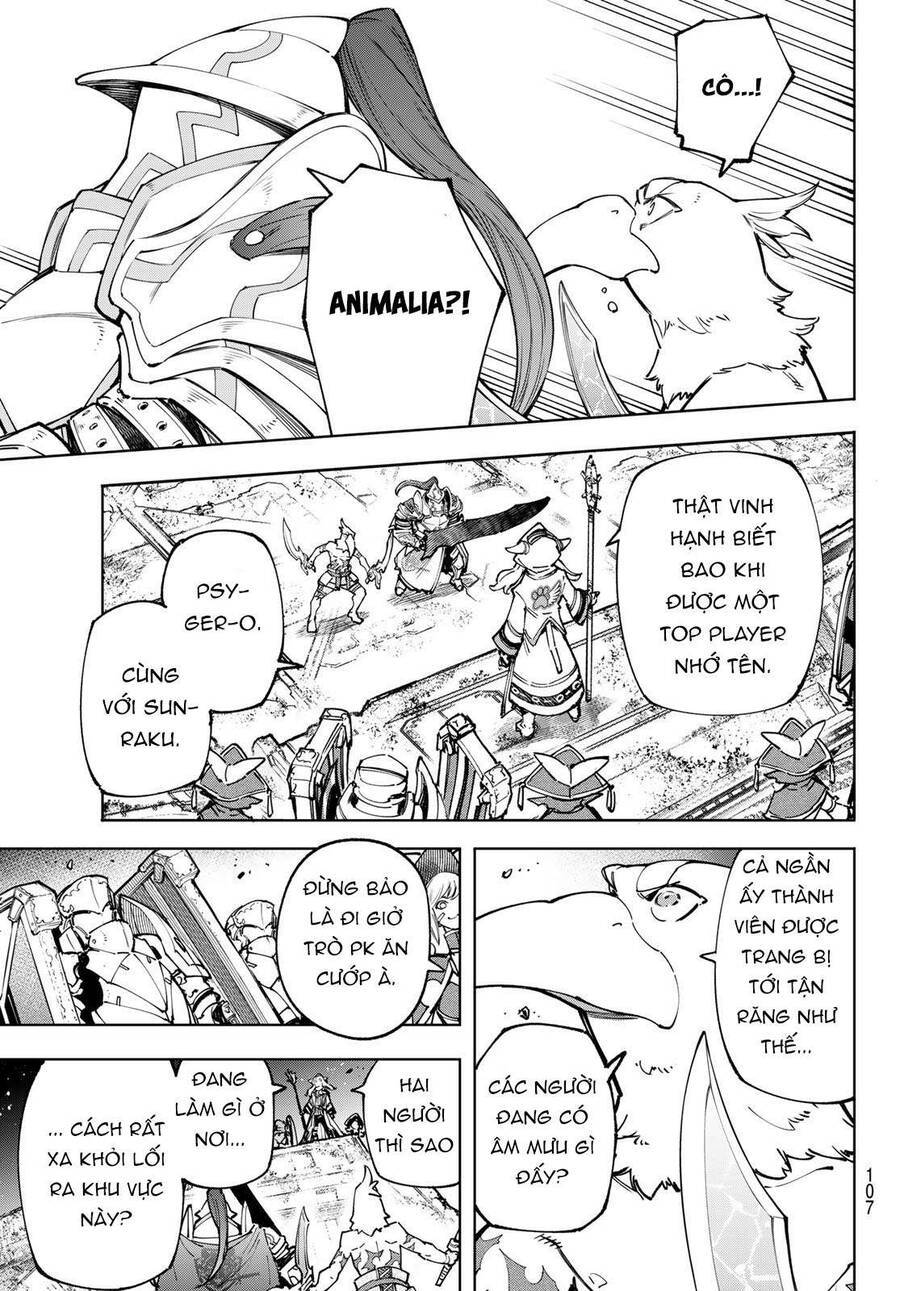 CÔ...!
ANIMALIA?!
THẬT VINH
HẠNH BIẾT
BAO KHI
ĐƯỢC MỘT
TOP PLAYER
NHỚ TÊN.
PSY-
GER-O.
CÙNG
VỚI SUN-
RAKU.
CẢ NGẦN
ẤY THÀNH
VIÊN ĐƯỢC
TRANG BỊ
TỚI TẬN
RĂNG NHƯ
THẾ...
CÁC NGƯỜI
ĐANG CÓ
ÂM MƯU GÌ
ĐẤY?
ĐỪNG BẢO
LÀ ĐI GIỞ
TRÒ PK ĂN
CƯỚP À.
HAI
NGƯỜI
THÌ SAO
ĐANG
LÀM GÌ Ở
NƠI...
... CÁCH RẤT
XA KHỎI LỐI
RA KHU VỰC
NÀY?
107